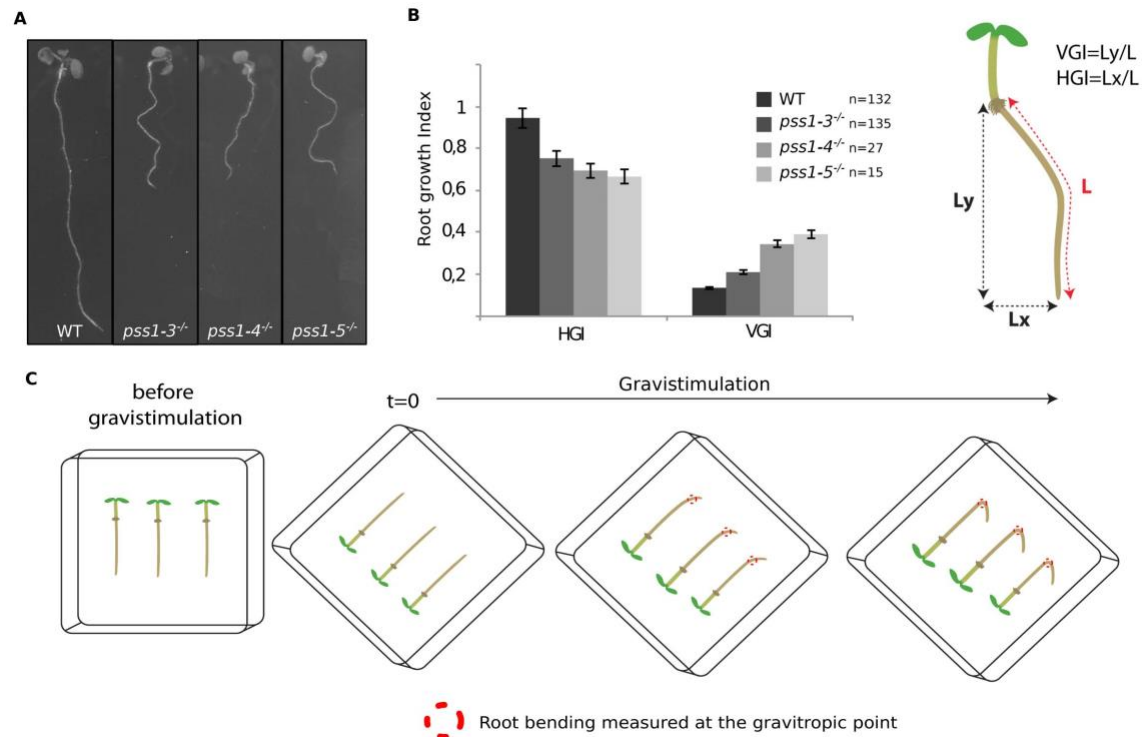 A
WT
pss1-3-/-
pss1-4-/-
pss1-5-/-
B
Root growth Index
1
0,8
0,6
0,4
0,2
HGI
VGI
WT n=132
pss1-3-/- n=135
pss1-4-/- n=27
pss1-5-/- n=15
VGI=Ly/L
HGI=Lx/L
L
Ly
Lx
C
before
gravistimulation
t=0
Gravistimulation
Root bending measured at the gravitropic point